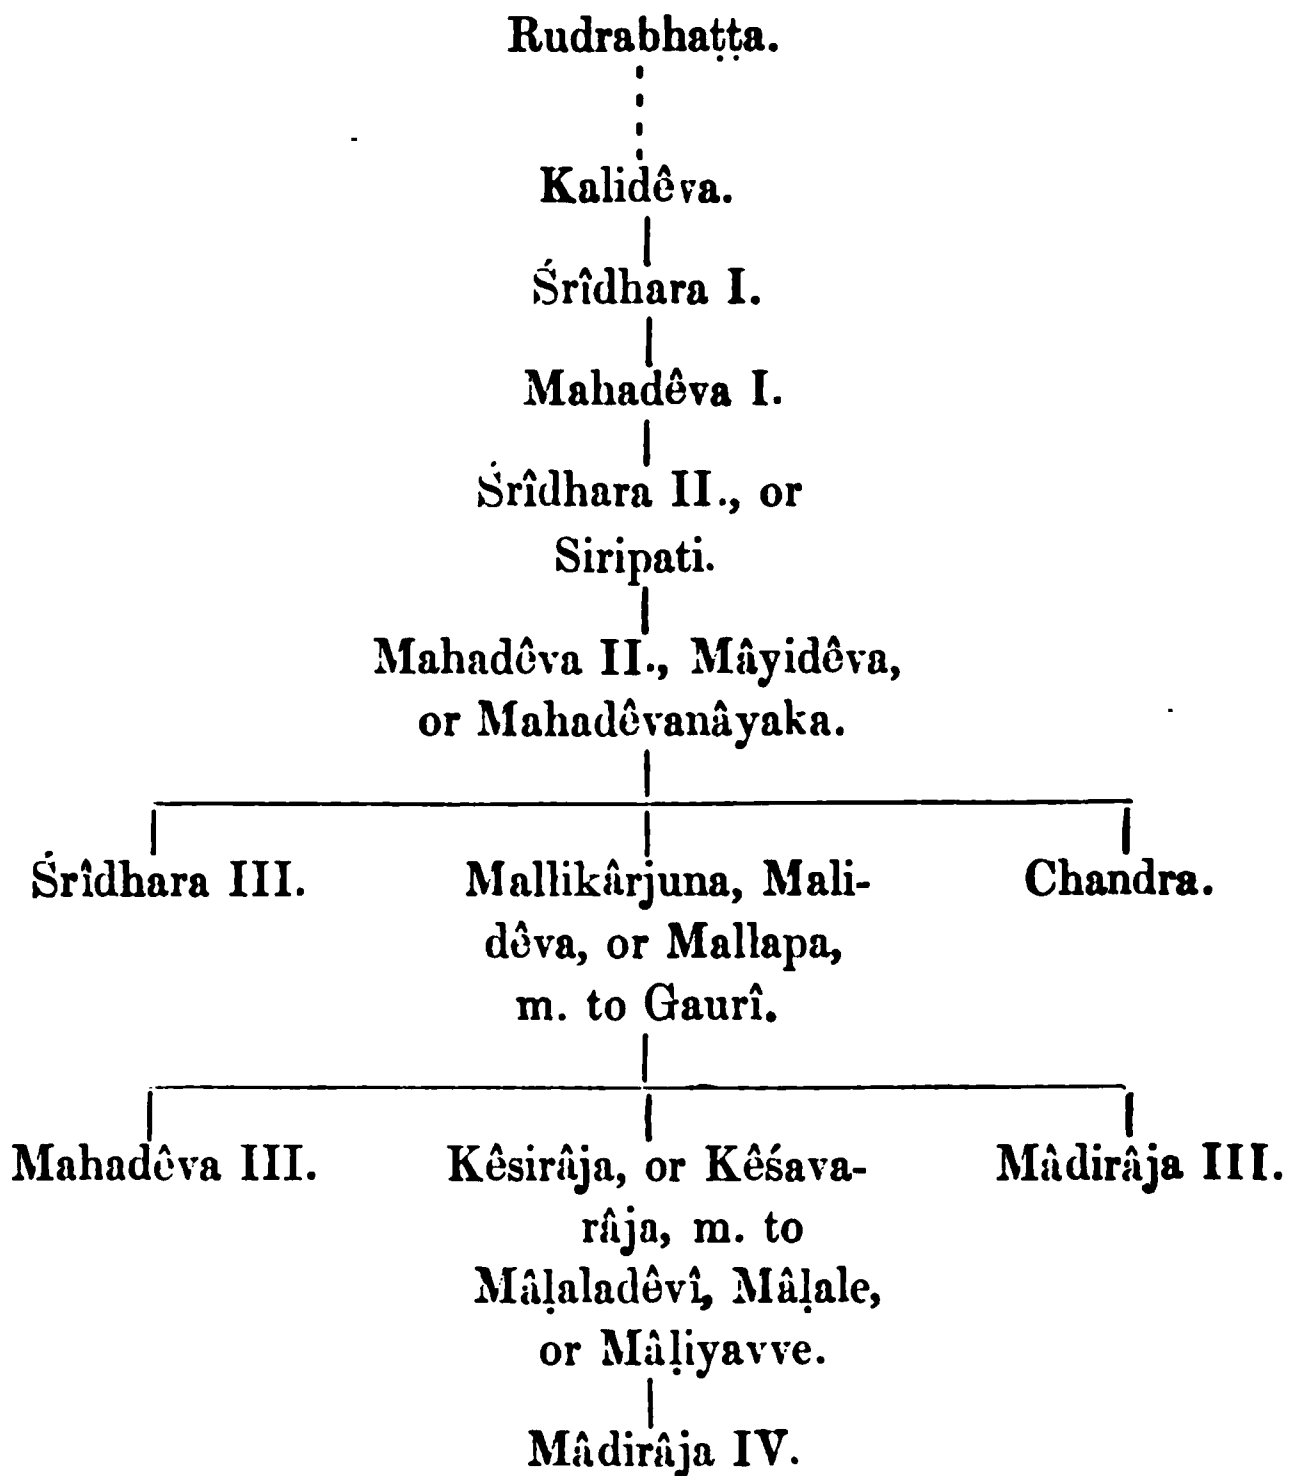 Rudrabhaṭṭa.
Kalidêva.
Śrîdhara I.
Mahadêva I.
Śrîdhara II., or
Siripati.
Mahadêva II., Mâyidêva,
or Mahadêvanâyaka.
Śrîdhara III. Mallikârjuna, Mali- Chandra.
dêva, or Mallapa,
m. to Gaurî.
Mahadêva III. Kêsirâja, or Kêśava- Mâdirâja III.
râja, m. to
Mâḷaladêvî, Mâḷale,
or Mâḷiyavve.
Mâdirâja IV.